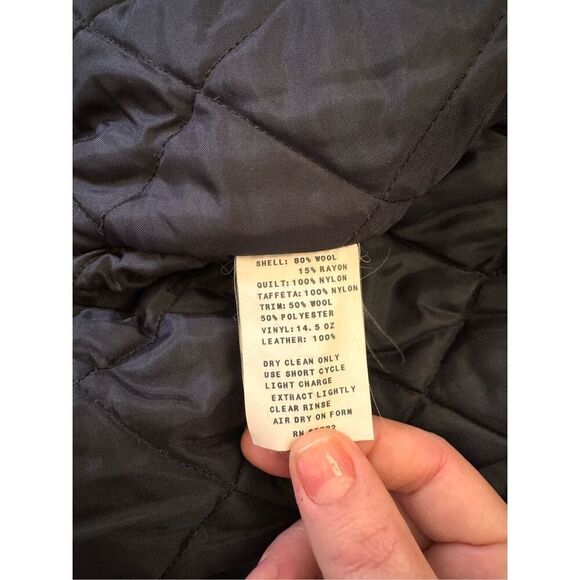 SHELL: 80% WOOL
15% RAYON
QUILT: 100% NYLON
TAFFETA: 100% NYLON
TRIM: 50% WOOL
50% POLYESTER
VINYL: 14.5 OZ
LEATHER: 100%
DRY CLEAN ONLY
USE SHORT CYCLE
LIGHT CHARGE
EXTRACT LIGHTLY
CLEAR RINSE
AIR DRY ON FORM
RN